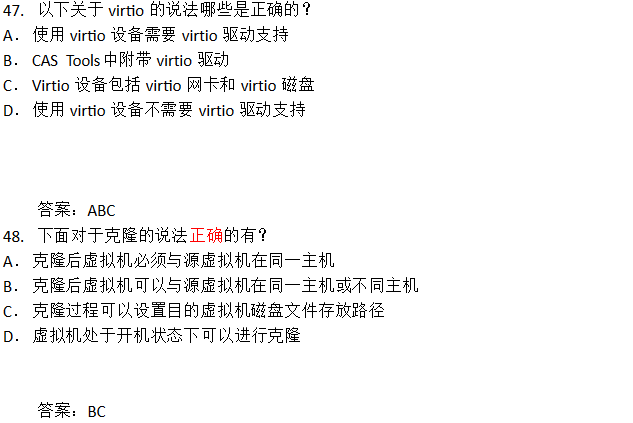 47. 以下关于 virtio 的说法哪些是正确的？
A. 使用 virtio 设备需要 virtio 驱动支持
B. CAS Tools中附带 virtio 驱动
C. Virtio 设备包括 virtio 网卡和 virtio 磁盘
D. 使用 virtio 设备不需要 virtio 驱动支持
答案：ABC
48. 下面对于克隆的说法正确的有？
A. 克隆后虚拟机必须与源虚拟机在同一主机
B. 克隆后虚拟机可以与源虚拟机在同一主机或不同主机
C. 克隆过程可以设置目的虚拟机磁盘文件存放路径
D. 虚拟机处于开机状态下可以进行克隆
答案：BC